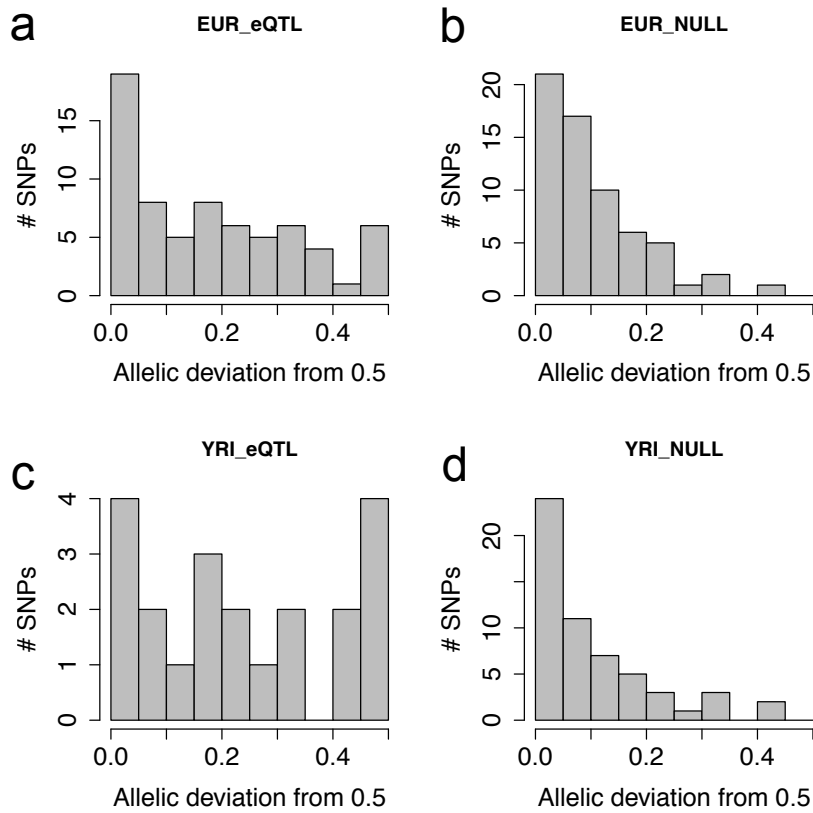 a
EUR_eQTL
# SNPs
15
10
5
0
0.0 0.2 0.4
Allelic deviation from 0.5
b
EUR_NULL
# SNPs
20
15
10
5
0
0.0 0.2 0.4
Allelic deviation from 0.5
c
YRI_eQTL
# SNPs
4
3
2
1
0
0.0 0.2 0.4
Allelic deviation from 0.5
d
YRI_NULL
# SNPs
20
10
5
0
0.0 0.2 0.4
Allelic deviation from 0.5